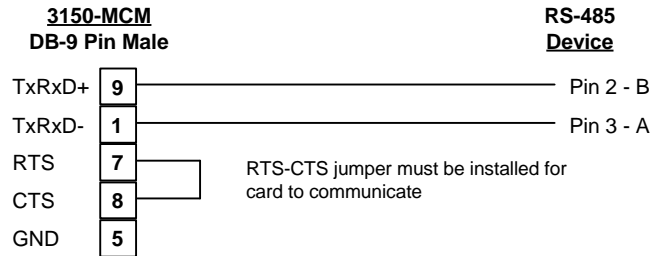 3150-MCM RS-485
DB-9 Pin Male Device
TxRxD+ 9 Pin 2 - B
TxRxD- 1 Pin 3 - A
RTS 7
RTS-CTS jumper must be installed for
card to communicate
CTS 8
GND 5